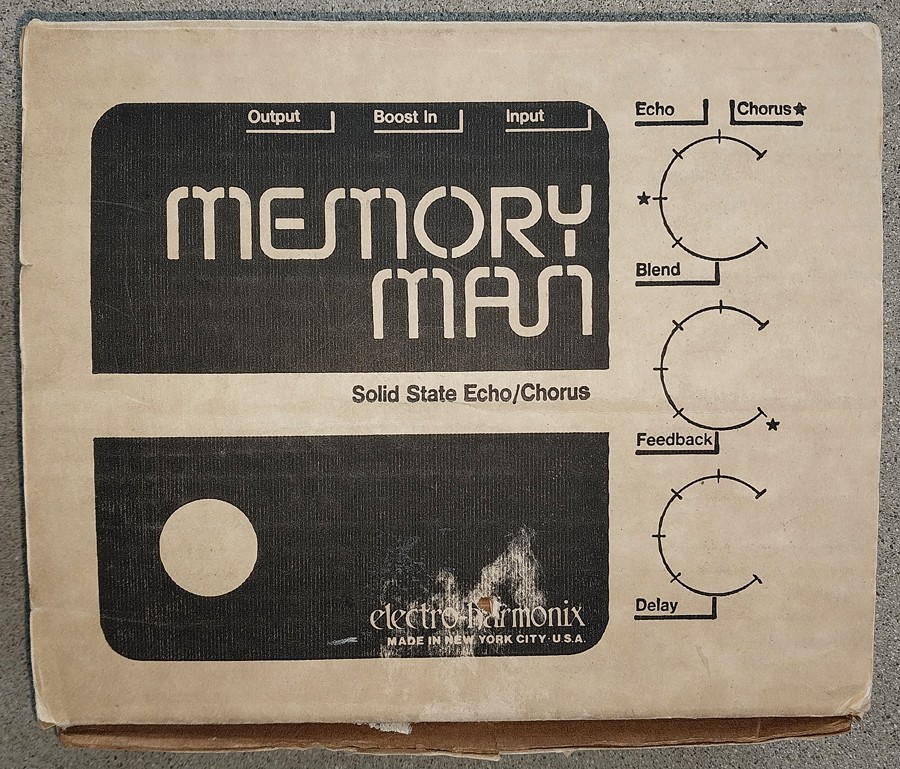 Output Boost In Input
Echo Chorus★
MEMORY
MAN
★
Blend
Solid State Echo/Chorus
★
Feedback
electro-harmonix
MADE IN NEW YORK CITY·U.S.A.
Delay